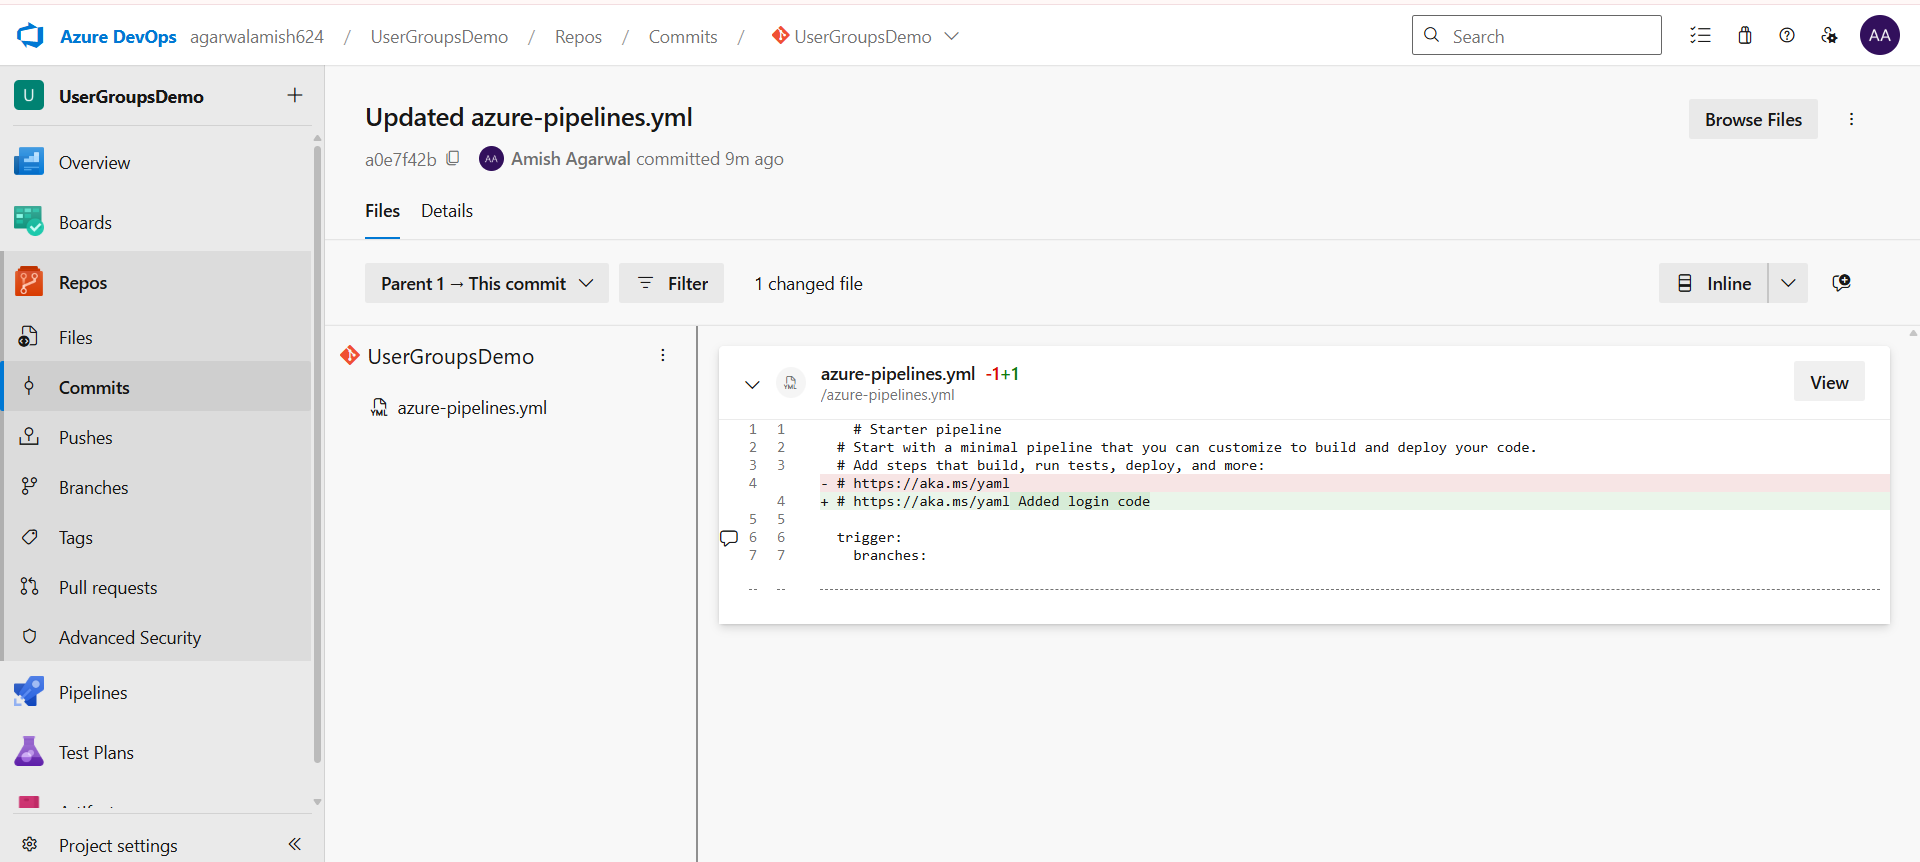 Azure DevOps agarwalamish624 / UserGroupsDemo / Repos / Commits / UserGroupsDemo
Search
AA
U UserGroupsDemo
Overview
Boards
Repos
Files
Commits
Pushes
Branches
Tags
Pull requests
Advanced Security
Pipelines
Test Plans
Project settings
Updated azure-pipelines.yml
Browse Files
a0e7f42b AA Amish Agarwal committed 9m ago
Files Details
Parent 1 → This commit Filter 1 changed file
Inline
UserGroupsDemo
YML azure-pipelines.yml
YML azure-pipelines.yml -1+1
/azure-pipelines.yml
View
1 1 # Starter pipeline
2 2 # Start with a minimal pipeline that you can customize to build and deploy your code.
3 3 # Add steps that build, run tests, deploy, and more:
4 - # https://aka.ms/yaml
4 + # https://aka.ms/yaml Added login code
5 5
6 6 trigger:
7 7 branches:
-- --